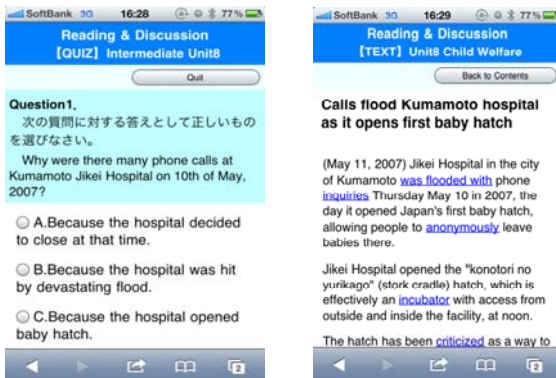 SoftBank 3G 16:28 77%
Reading & Discussion
【QUIZ】Intermediate Unit8
Quit
Question1.
次の質問に対する答えとして正しいもの
を選びなさい。
Why were there many phone calls at
Kumamoto Jikei Hospital on 10th of May,
2007?
A.Because the hospital decided
to close at that time.
B.Because the hospital was hit
by devastating flood.
C.Because the hospital opened
baby hatch.
2
SoftBank 3G 16:29 77%
Reading & Discussion
【TEXT】Unit8 Child Welfare
Back to Contents
Calls flood Kumamoto hospital
as it opens first baby hatch
(May 11, 2007) Jikei Hospital in the city
of Kumamoto was flooded with phone
inquiries Thursday May 10 in 2007, the
day it opened Japan's first baby hatch,
allowing people to anonymously leave
babies there.
Jikei Hospital opened the "konotori no
yurikago" (stork cradle) hatch, which is
effectively an incubator with access from
outside and inside the facility, at noon.
The hatch has been criticized as a way to
2